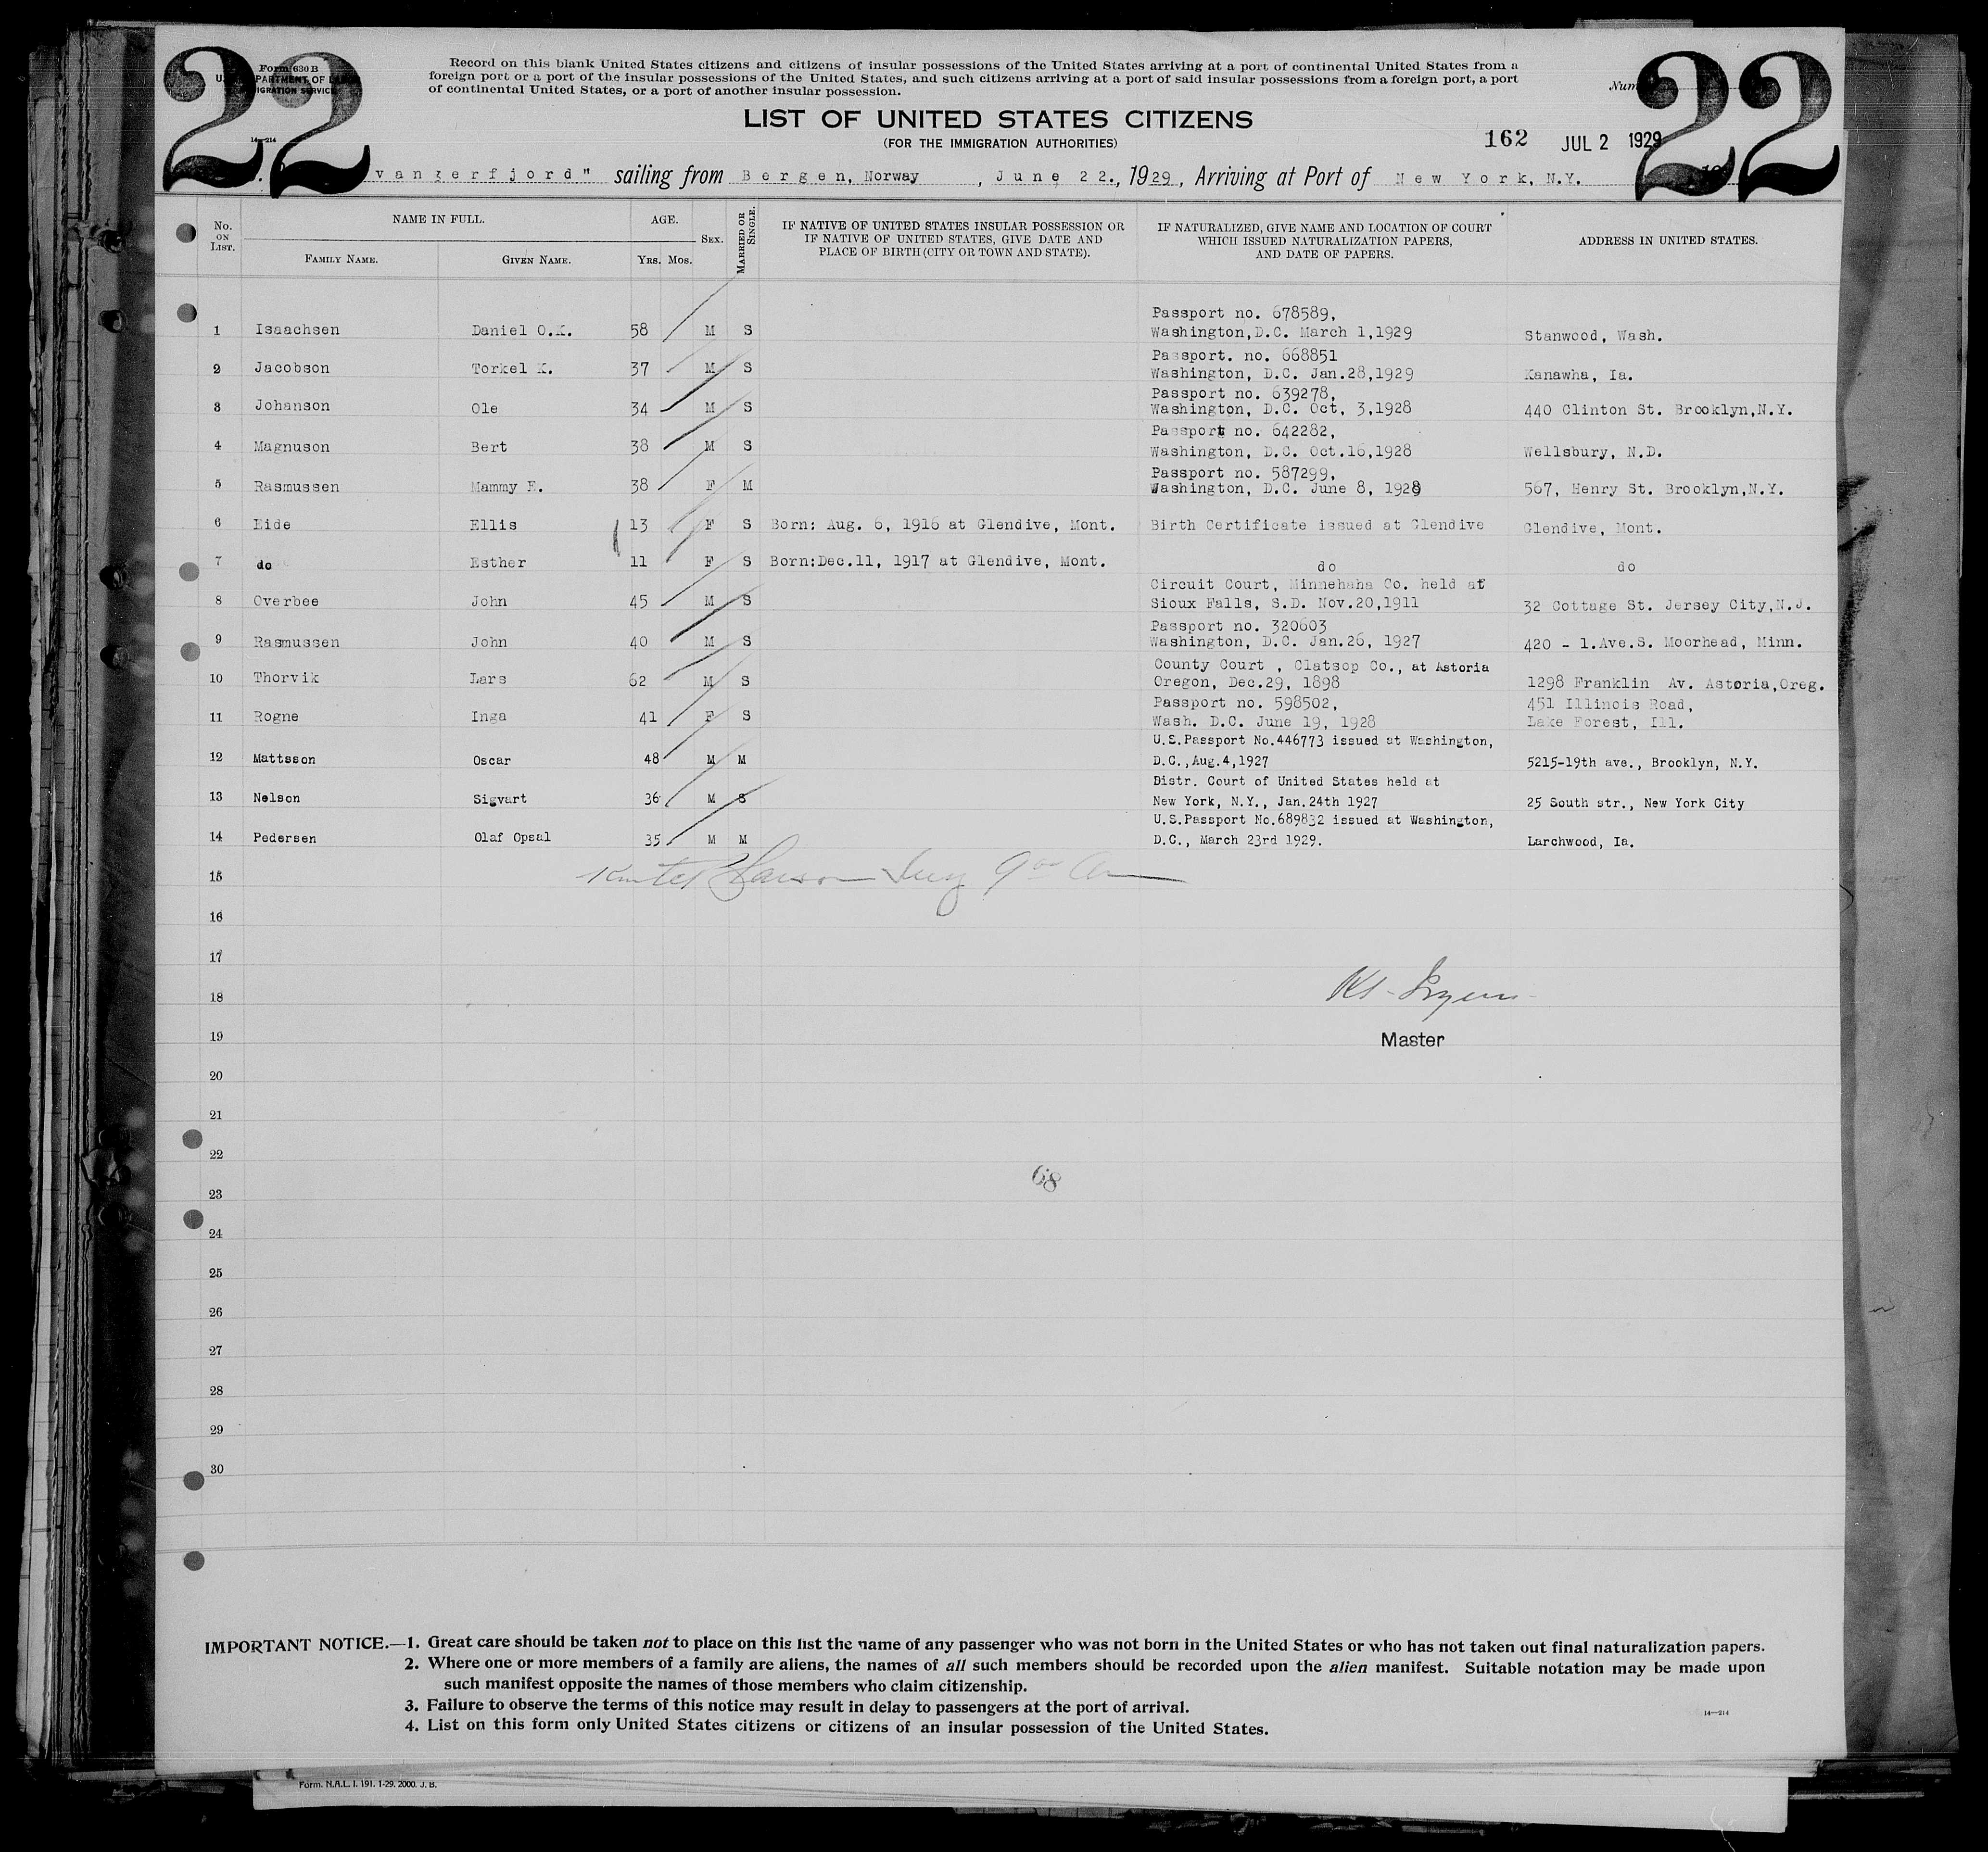 22
22
Form 630 B
Record on this blank United States citizens and citizens of insular possessions of the United States arriving at a port of continental United States from a
foreign port or a port of the insular possessions of the United States, and such citizens arriving at a port of said insular possessions from a foreign port, a port
of continental United States, or a port of another insular possession.
LIST OF UNITED STATES CITIZENS
(FOR THE IMMIGRATION AUTHORITIES)
162 JUL 2 1929
14—214
vangerfjord" sailing from Bergen, Norway, June 22., 1929, Arriving at Port of New York, N.Y.
No. ON LIST. NAME IN FULL. AGE. SEX. MARRIED OR SINGLE. IF NATIVE OF UNITED STATES INSULAR POSSESSION OR IF NATIVE OF UNITED STATES, GIVE DATE AND PLACE OF BIRTH (CITY OR TOWN AND STATE). IF NATURALIZED, GIVE NAME AND LOCATION OF COURT WHICH ISSUED NATURALIZATION PAPERS, AND DATE OF PAPERS. ADDRESS IN UNITED STATES.
FAMILY NAME. GIVEN NAME. YRS. MOS.
Passport no. 678589,
1 Isaachsen Daniel O.K. 58 M S Washington,D.C. March 1,1929 Stanwood, Wash.
Passport. no. 668851
2 Jacobson Torkel K. 37 M S Washington, D.C. Jan.28,1929 Kanawha, Ia.
Passport no. 639278,
3 Johanson Ole 34 M S Washington, D.C. Oct, 3,1928 440 Clinton St. Brooklyn,N.Y.
Passport no. 642282,
4 Magnuson Bert 38 M S Washington, D.C. Oct.16,1928 Wellsbury, N.D.
Passport no. 587299,
5 Rasmussen Mammy E. 38 F M Washington, D.C. June 8, 1928 567, Henry St. Brooklyn,N.Y.
6 Eide Ellis 13 F S Born: Aug. 6, 1916 at Glendive, Mont. Birth Certificate issued at Glendive Glendive, Mont.
7 do Esther 11 F S Born:Dec.11, 1917 at Glendive, Mont. do do
Circuit Court, Minnehaha Co. held at
8 Overbee John 45 M S Sioux Falls, S.D. Nov.20,1911 32 Cottage St. Jersey City,N.J.
Passport no. 320603
9 Rasmussen John 40 M S Washington, D.C. Jan.26, 1927 420 - 1.Ave.S. Moorhead, Minn.
County Court , Clatsop Co., at Astoria
10 Thorvik Lars 62 M S Oregon, Dec.29, 1898 1298 Franklin Av. Astoria,Oreg.
Passport no. 598502, 451 Illinois Road,
11 Rogne Inga 41 F S Wash. D.C. June 19, 1928 Lake Forest, Ill.
U.S.Passport No.446773 issued at Washington,
12 Mattsson Oscar 48 M M D.C.,Aug.4,1927 5215-19th ave., Brooklyn, N.Y.
Distr. Court of United States held at
13 Nelson Sigvart 36 M S New York, N.Y., Jan.24th 1927 25 South str., New York City
U.S.Passport No.689832 issued at Washington,
14 Pedersen Olaf Opsal 35 M M D.C., March 23rd 1929. Larchwood, Ia.
15
16
17
18
19 Master
20
21
22
68
23
24
25
26
27
28
29
30
IMPORTANT NOTICE.—1. Great care should be taken not to place on this list the name of any passenger who was not born in the United States or who has not taken out final naturalization papers.
2. Where one or more members of a family are aliens, the names of all such members should be recorded upon the alien manifest. Suitable notation may be made upon
such manifest opposite the names of those members who claim citizenship.
3. Failure to observe the terms of this notice may result in delay to passengers at the port of arrival.
4. List on this form only United States citizens or citizens of an insular possession of the United States.
14—214
Form. N.A.L. I. 191. 1-29. 2000. J. B.